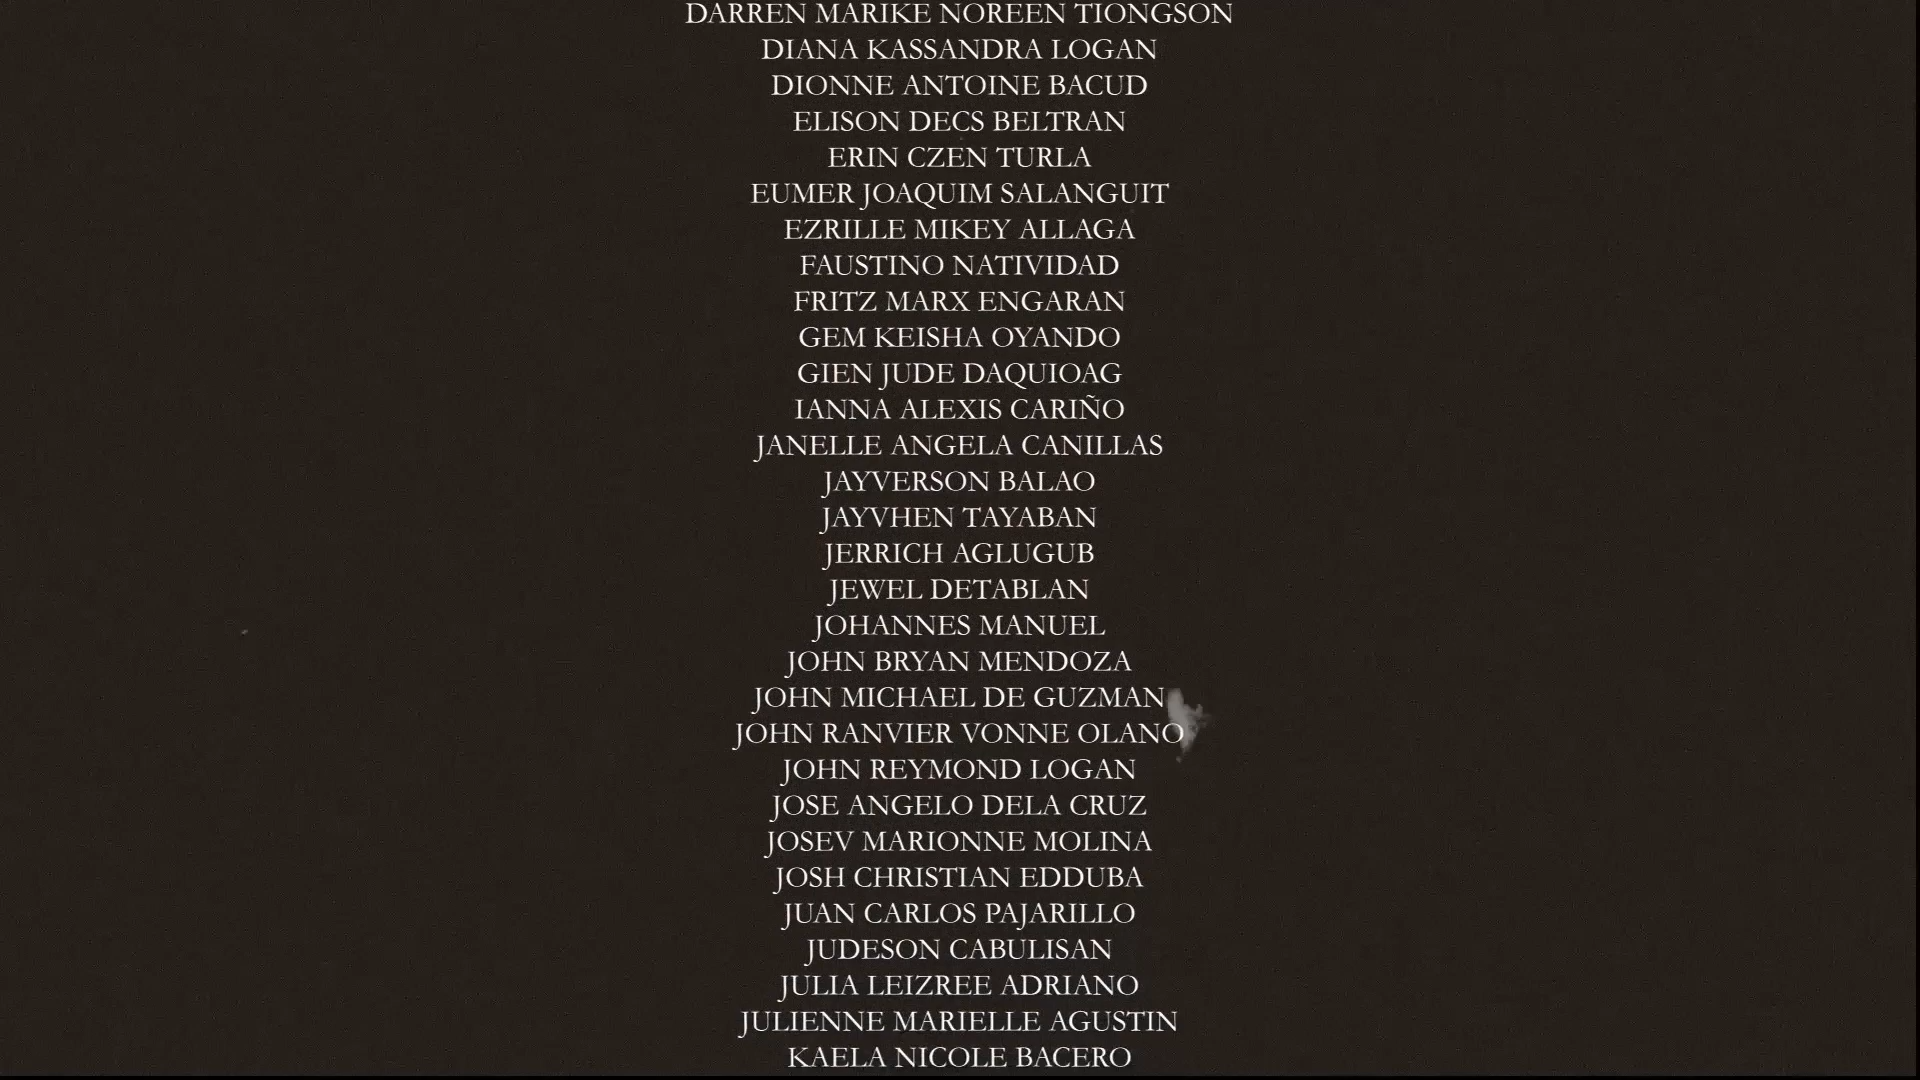 DARREN MARIKE NOREEN TIONGSON
DIANA KASSANDRA LOGAN
DIONNE ANTOINE BACUD
ELISON DECS BELTRAN
ERIN CZEN TURLA
EUMER JOAQUIM SALANGUIT
EZRILLE MIKEY ALLAGA
FAUSTINO NATIVIDAD
FRITZ MARX ENGARAN
GEM KEISHA OYANDO
GIEN JUDE DAQUIOAG
IANNA ALEXIS CARIÑO
JANELLE ANGELA CANILLAS
JAYVERSON BALAO
JAYVHEN TAYABAN
JERRICH AGLUGUB
JEWEL DETABLAN
JOHANNES MANUEL
JOHN BRYAN MENDOZA
JOHN MICHAEL DE GUZMAN
JOHN RANVIER VONNE OLANO
JOHN REYMOND LOGAN
JOSE ANGELO DELA CRUZ
JOSEV MARIONNE MOLINA
JOSH CHRISTIAN EDDUBA
JUAN CARLOS PAJARILLO
JUDESON CABULISAN
JULIA LEIZREE ADRIANO
JULIENNE MARIELLE AGUSTIN
KAELA NICOLE BACERO